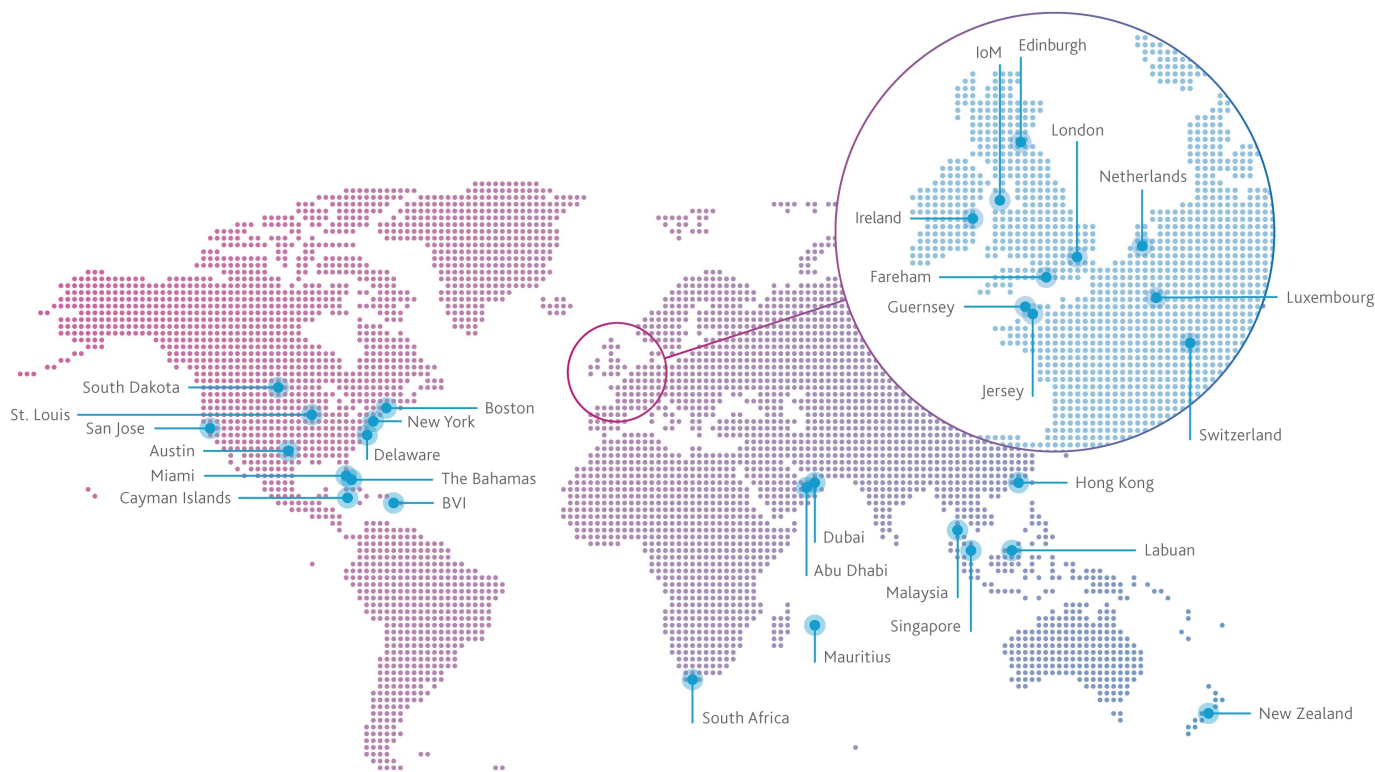 IoM
Edinburgh
London
Netherlands
Ireland
Fareham
Guernsey
Luxembourg
Jersey
Switzerland
South Dakota
St. Louis
San Jose
Austin
Miami
Cayman Islands
Boston
New York
Delaware
The Bahamas
BVI
Hong Kong
Dubai
Abu Dhabi
Labuan
Malaysia
Singapore
Mauritius
South Africa
New Zealand